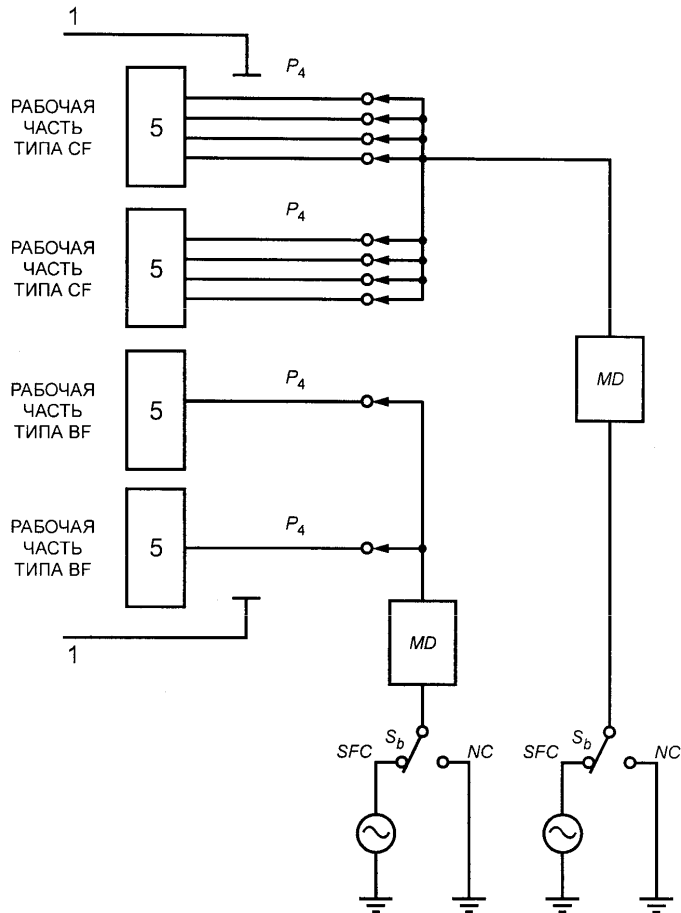 1
P4
РАБОЧАЯ
ЧАСТЬ
ТИПА CF
5
P4
РАБОЧАЯ
ЧАСТЬ
ТИПА CF
5
MD
P4
РАБОЧАЯ
ЧАСТЬ
ТИПА BF
5
P4
РАБОЧАЯ
ЧАСТЬ
ТИПА BF
5
1
MD
SFC Sb NC
SFC Sb NC